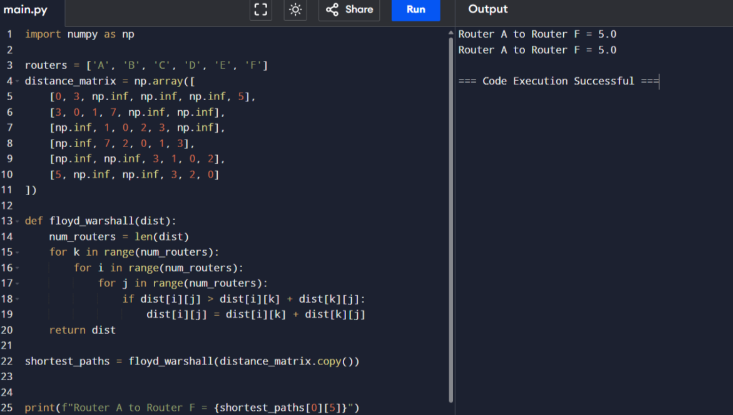 main.py
Share
Run
Output
1 import numpy as np
2
3 routers = ['A', 'B', 'C', 'D', 'E', 'F']
4 distance_matrix = np.array([
5     [0, 3, np.inf, np.inf, np.inf, 5],
6     [3, 0, 1, 7, np.inf, np.inf],
7     [np.inf, 1, 0, 2, 3, np.inf],
8     [np.inf, 7, 2, 0, 1, 3],
9     [np.inf, np.inf, 3, 1, 0, 2],
10     [5, np.inf, np.inf, 3, 2, 0]
11 ])
12
13 def floyd_warshall(dist):
14     num_routers = len(dist)
15     for k in range(num_routers):
16         for i in range(num_routers):
17             for j in range(num_routers):
18                 if dist[i][j] > dist[i][k] + dist[k][j]:
19                     dist[i][j] = dist[i][k] + dist[k][j]
20     return dist
21
22 shortest_paths = floyd_warshall(distance_matrix.copy())
23
24
25 print(f"Router A to Router F = {shortest_paths[0][5]}")
Router A to Router F = 5.0
Router A to Router F = 5.0
=== Code Execution Successful ===